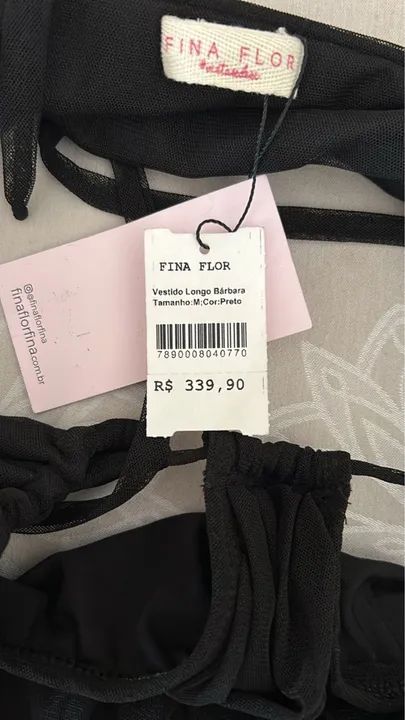 FINA FLOR
FINA FLOR
Vestido Longo Bárbara
Tamanho:M;Cor:Preto
7890008040770
R$ 339,90
@finaflorfina
finaflorfina.com.br